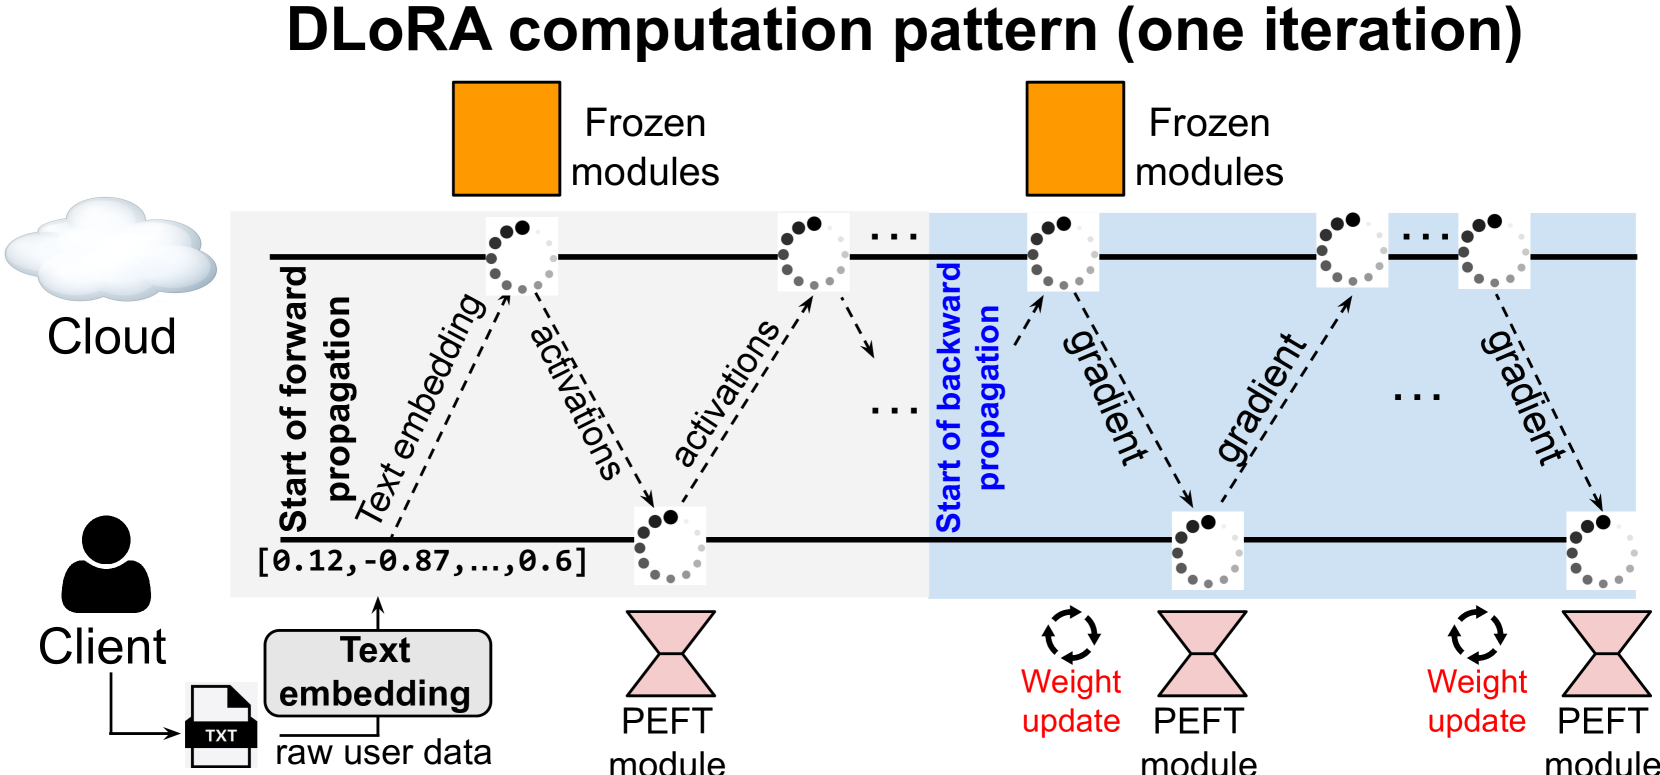 DLoRA computation pattern (one iteration)
Frozen
modules
Frozen
modules
Cloud
Start of forward
propagation
Text embedding
activations
activations
...
...
Start of backward
propagation
gradient
gradient
...
...
gradient
[0.12,-0.87,...,0.6]
Client
Text
embedding
TXT
raw user data
PEFT
module
Weight
update
PEFT
module
Weight
update
PEFT
module